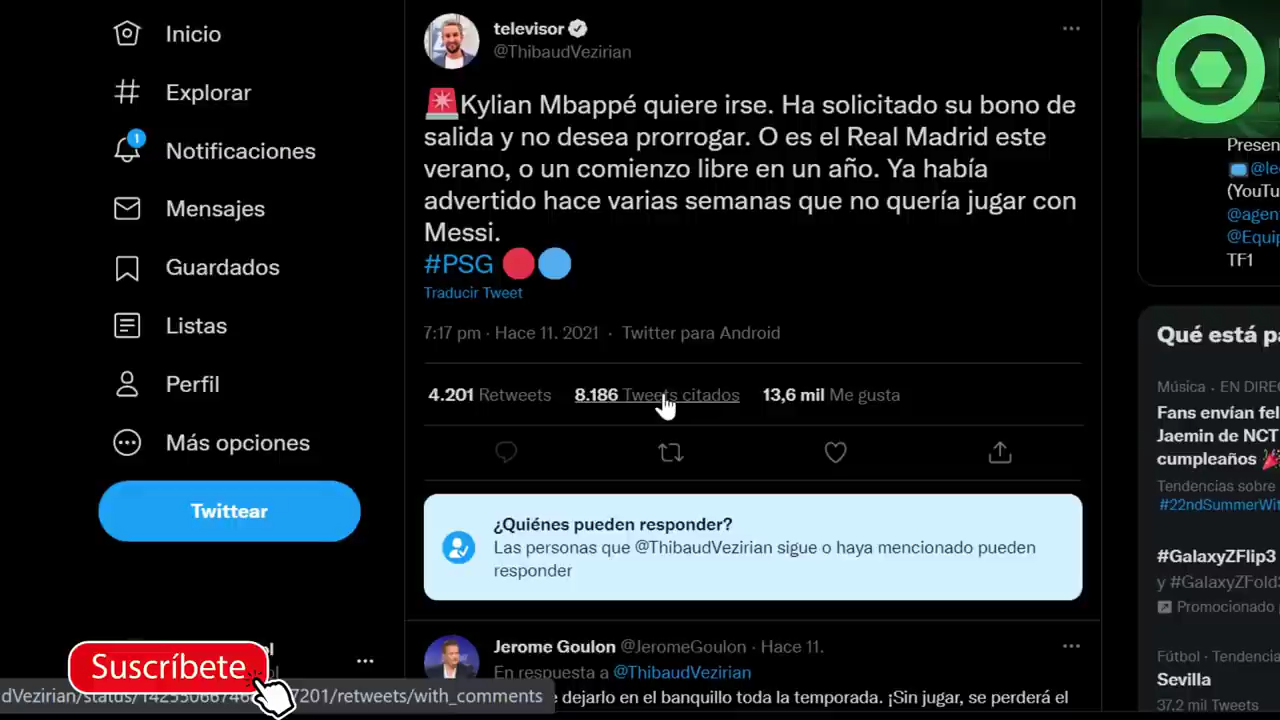 Inicio
Explorar
1
Notificaciones
Mensajes
Guardados
Listas
Perfil
Más opciones
Twittear
Suscríbete
dVezirian/status/
7201/retweets/with_comments
televisor
@ThibaudVezirian
🚨Kylian Mbappé quiere irse. Ha solicitado su bono de
salida y no desea prorrogar. O es el Real Madrid este
verano, o un comienzo libre en un año. Ya había
advertido hace varias semanas que no quería jugar con
Messi.
#PSG 🔴🔵
Traducir Tweet
7:17 pm · Hace 11. 2021 · Twitter para Android
4.201 Retweets 8.186 Tweets citados 13,6 mil Me gusta
¿Quiénes pueden responder?
Las personas que @ThibaudVezirian sigue o haya mencionado pueden
responder
Jerome Goulon @JeromeGoulon · Hace 11.
En respuesta a @ThibaudVezirian
dejarlo en el banquillo toda la temporada. ¡Sin jugar, se perderá el
Presen
@le
(YouTu
@agen
@Equip
TF1
Qué está pa
Música · EN DIREC
Fans envían fel
Jaemin de NCT
cumpleaños 🎉
Tendencias sobre
#22ndSummerWit
#GalaxyZFlip3
y #GalaxyZFold
Promocionado
Fútbol · Tendencia
Sevilla
37.2 mil Tweets